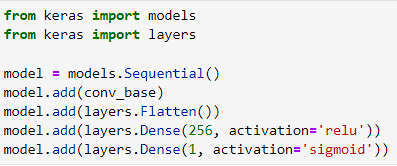 from keras import models
from keras import layers
model = models.Sequential()
model.add(conv_base)
model.add(layers.Flatten())
model.add(layers.Dense(256, activation='relu'))
model.add(layers.Dense(1, activation='sigmoid'))